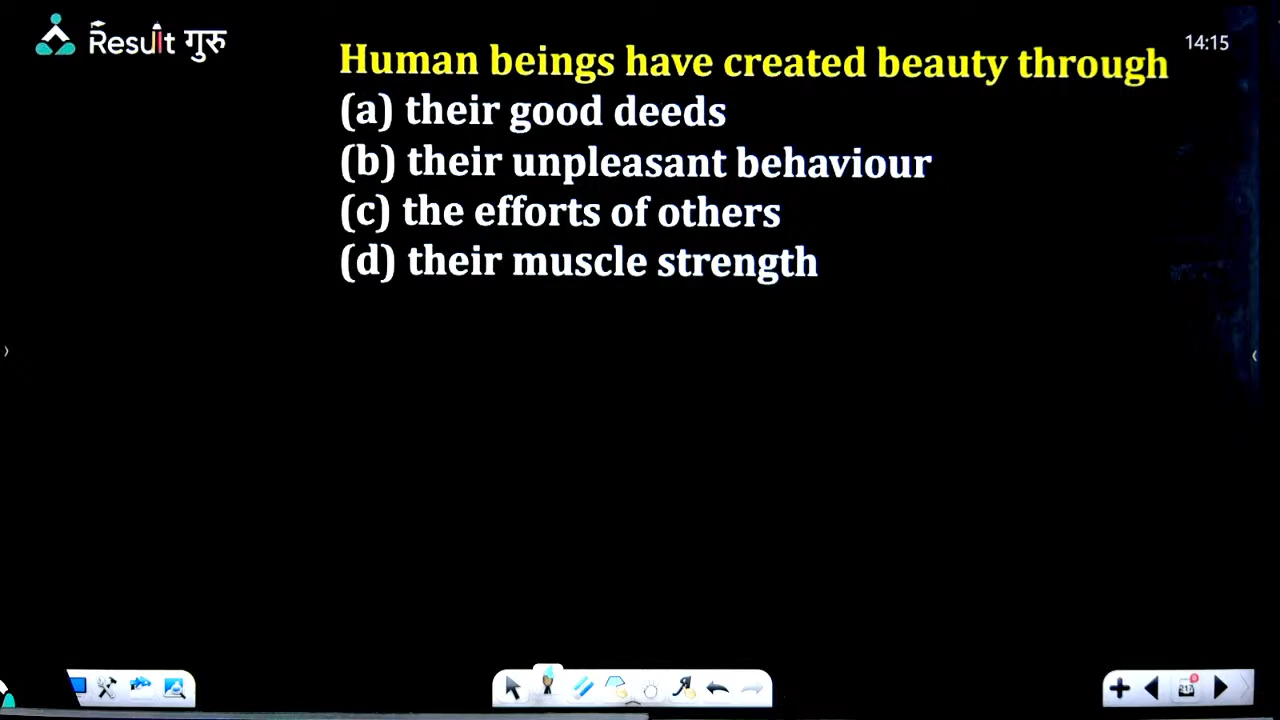 Result गुरु
Human beings have created beauty through
14:15
(a) their good deeds
(b) their unpleasant behaviour
(c) the efforts of others
(d) their muscle strength